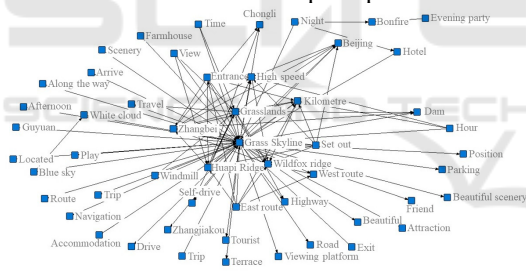 Chongli
Time
Night
Bonfire
Evening party
Farmhouse
Scenery
View
Beijing
Hotel
Arrive
Entrance
High speed
Along the way
Travel
Kilometre
Afternoon
White cloud
Grasslands
Dam
Guyuan
Zhangbei
Hour
Grass Skyline
Set out
Located
Play
Position
Blue sky
Huapi Ridge
Wildfox ridge
Parking
Windmill
West route
Route
Trip
Self-drive
Highway
Friend
Beautiful scenery
Navigation
East route
Zhangjiakou
Beautiful
Attraction
Accommodation
Drive
Tourist
Road
Exit
Trip
Terrace
Viewing platform